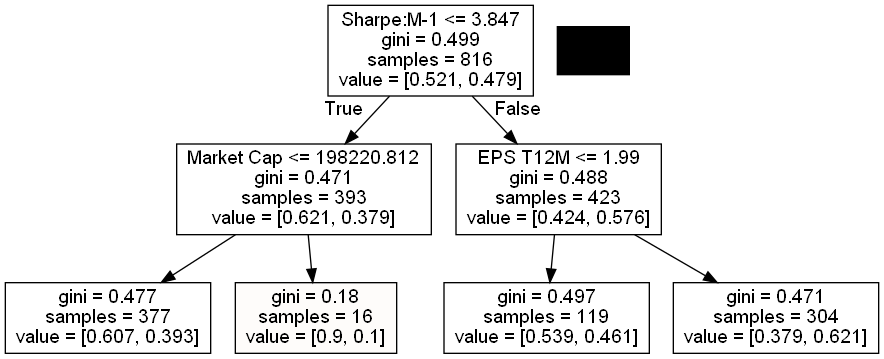 Sharpe:M-1 <= 3.847
gini = 0.499
samples = 816
value = [0.521, 0.479]
True
False
Market Cap <= 198220.812
gini = 0.471
samples = 393
value = [0.621, 0.379]
EPS T12M <= 1.99
gini = 0.488
samples = 423
value = [0.424, 0.576]
gini = 0.477
samples = 377
value = [0.607, 0.393]
gini = 0.18
samples = 16
value = [0.9, 0.1]
gini = 0.497
samples = 119
value = [0.539, 0.461]
gini = 0.471
samples = 304
value = [0.379, 0.621]